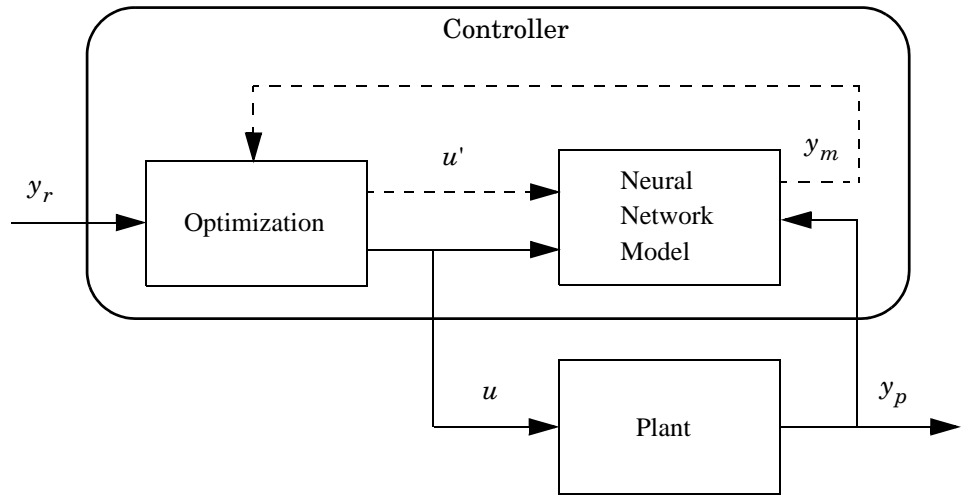 Controller
u'
y_m
y_r
Optimization
Neural
Network
Model
u
y_p
Plant